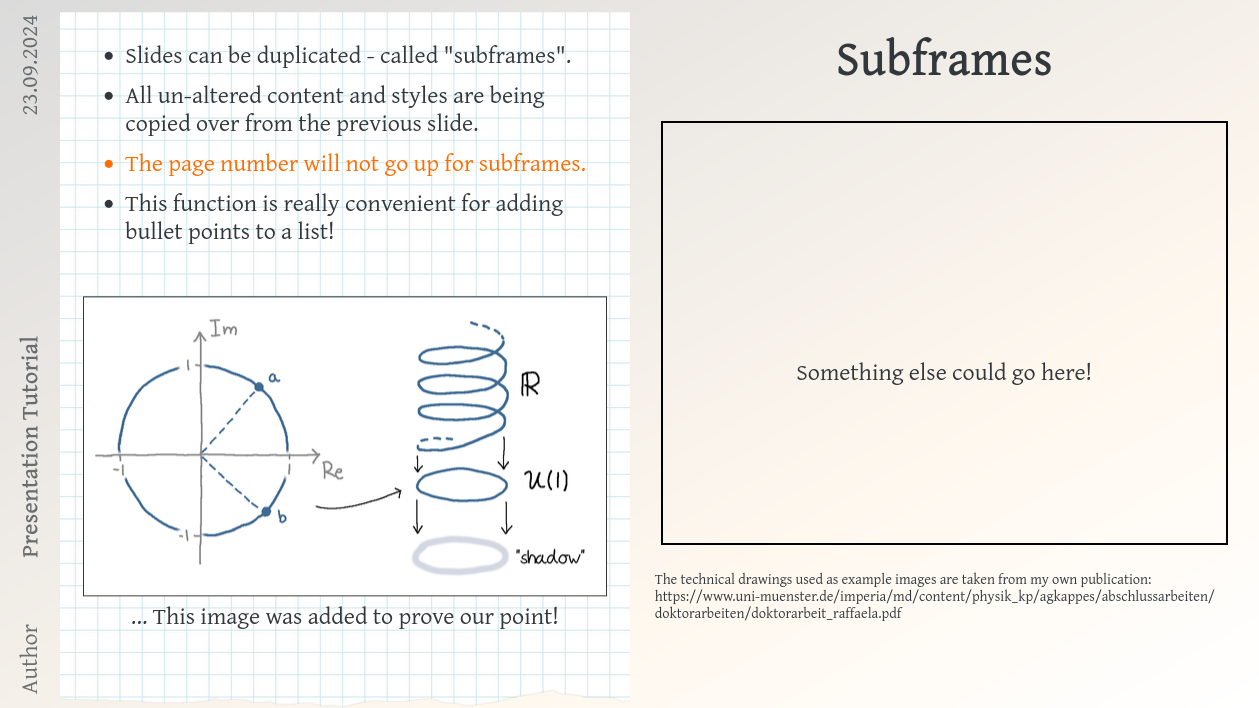 23.09.2024
Presentation Tutorial
Author
• Slides can be duplicated - called "subframes".
• All un-altered content and styles are being
copied over from the previous slide.
• The page number will not go up for subframes.
• This function is really convenient for adding
bullet points to a list!
Im
1
a
-1
Re
b
-1
ℝ
U(1)
"shadow"
... This image was added to prove our point!
Subframes
Something else could go here!
The technical drawings used as example images are taken from my own publication:
https://www.uni-muenster.de/imperia/md/content/physik_kp/agkappes/abschlussarbeiten/
doktorarbeiten/doktorarbeit_raffaela.pdf